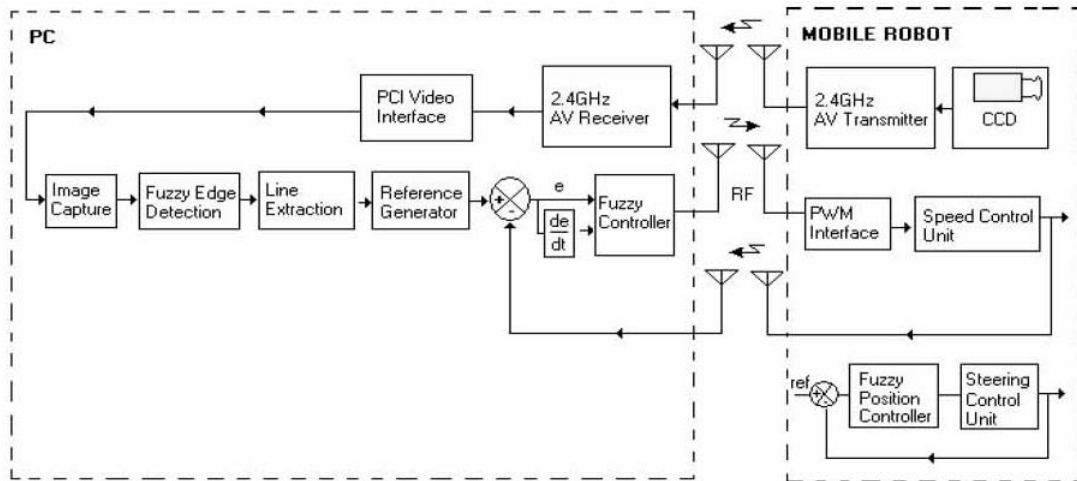 PC
MOBILE ROBOT
PCI Video
Interface
2.4GHz
AV Receiver
2.4GHz
AV Transmitter
CCD
Image
Capture
Fuzzy Edge
Detection
Line
Extraction
Reference
Generator
+
-
e
de
dt
Fuzzy
Controller
RF
PWM
Interface
Speed Control
Unit
ref
+
-
Fuzzy
Position
Controller
Steering
Control
Unit